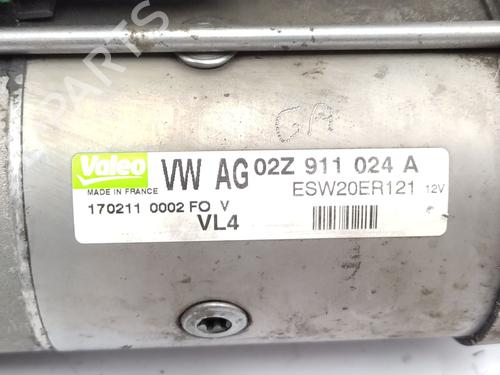 GA
Valeo VW AG 02Z 911 024 A
MADE IN FRANCE ESW20ER121 12V
170211 0002 FO V
VL4